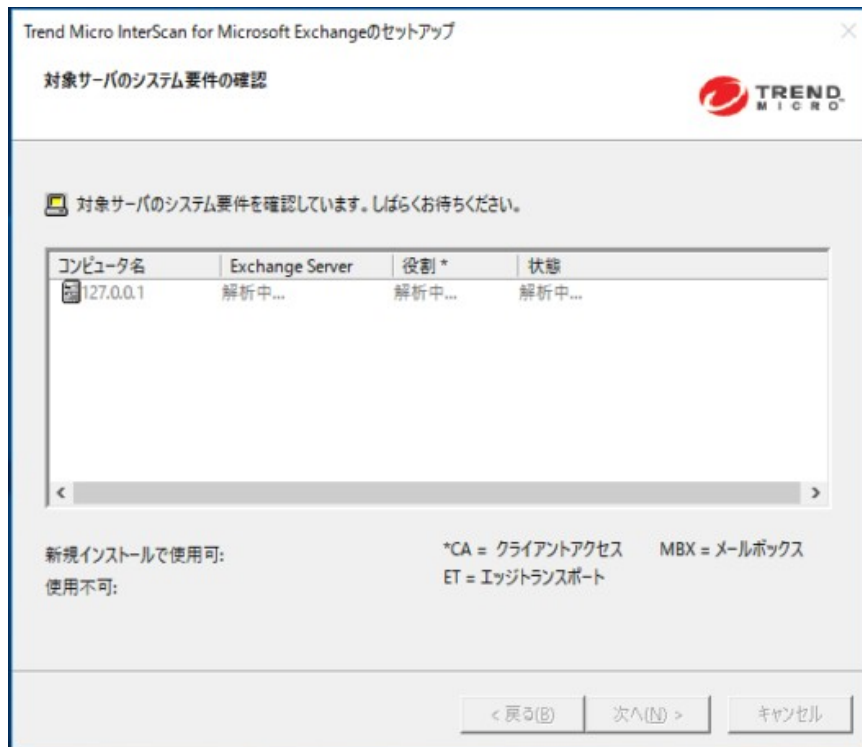 Trend Micro InterScan for Microsoft Exchangeのセットアップ
対象サーバのシステム要件の確認
TREND
MICRO
対象サーバのシステム要件を確認しています。しばらくお待ちください。
コンピュータ名 Exchange Server 役割 * 状態
127.0.0.1 解析中... 解析中... 解析中...
新規インストールで使用可:
使用不可:
*CA = クライアントアクセス MBX = メールボックス
ET = エッジトランスポート
< 戻る(B) 次へ(N) > キャンセル